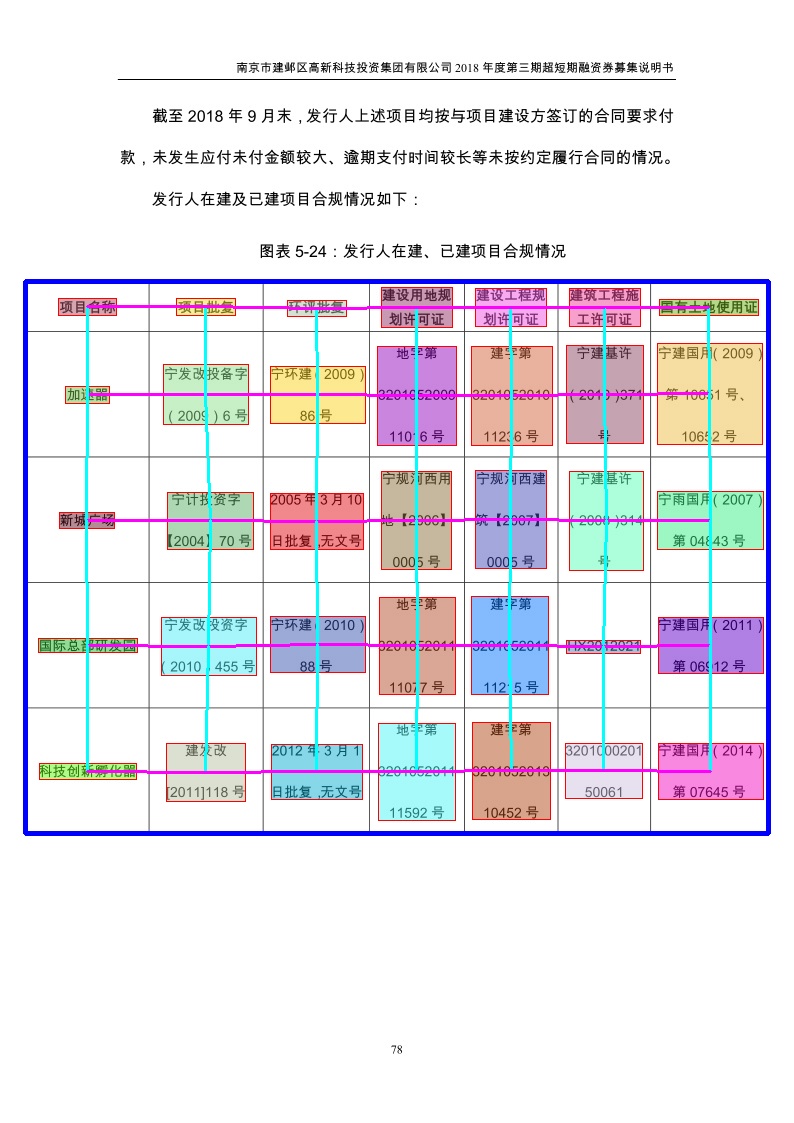 南京市建邺区高新科技投资集团有限公司 2018 年度第三期超短期融资券募集说明书
截至 2018 年 9 月末，发行人上述项目均按与项目建设方签订的合同要求付
款，未发生应付未付金额较大、逾期支付时间较长等未按约定履行合同的情况。
发行人在建及已建项目合规情况如下：
图表 5-24：发行人在建、已建项目合规情况
项目名称
项目批复
环评批复
建设用地规
划许可证
建设工程规
划许可证
建筑工程施
工许可证
国有土地使用证
加速器
宁发改投备字
（2009）6 号
宁环建（2009）
86 号
地字第
3201052009
11016 号
建字第
3201052010
11236 号
宁建基许
371
号
宁建国用（2009）
第 10651 号、
10652 号
新城广场
宁计投资字
【2004】70 号
2005 年 3 月 10
日批复，无文号
宁规河西用
地【2006】
0005 号
宁规河西建
筑【2007】
0005 号
宁建基许
（2008）314
号
宁雨国用（2007）
第 04843 号
国际总部研发园
宁发改投资字
（2010）455 号
宁环建（2010）
88 号
地字第
3201052011
11077 号
建字第
3201052011
11215 号
HX2012021
宁建国用（2011）
第 06912 号
科技创新孵化器
建发改
[2011]118 号
2012 年 3 月 1
日批复，无文号
地字第
3201052011
11592 号
建字第
3201052013
10452 号
3201000201
50061
宁建国用（2014）
第 07645 号
78